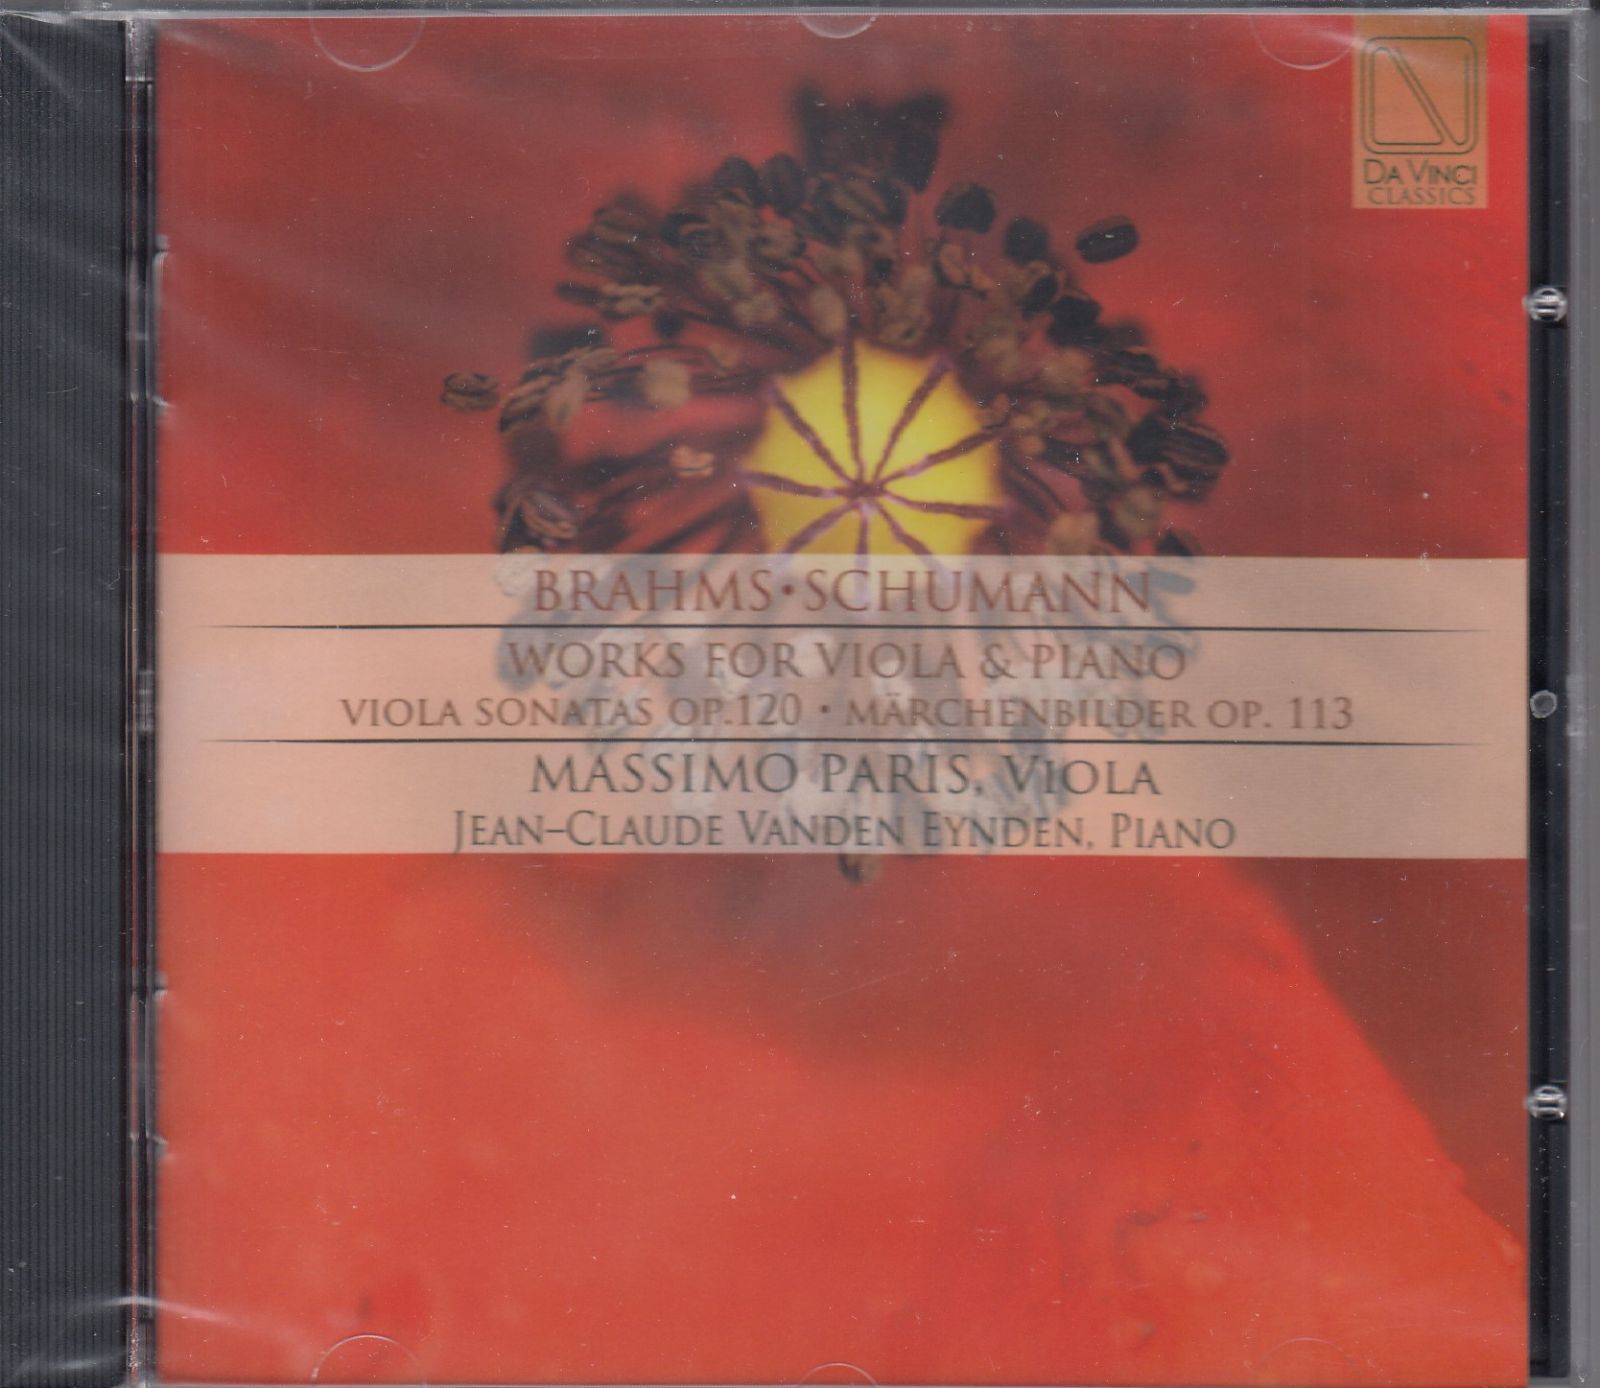 DA VINCI
CLASSICS
BRAHMS • SCHUMANN
WORKS FOR VIOLA & PIANO
VIOLA SONATAS OP.120 • MÄRCHENBILDER OP. 113
MASSIMO PARIS, VIOLA
JEAN–CLAUDE VANDEN EYNDEN, PIANO